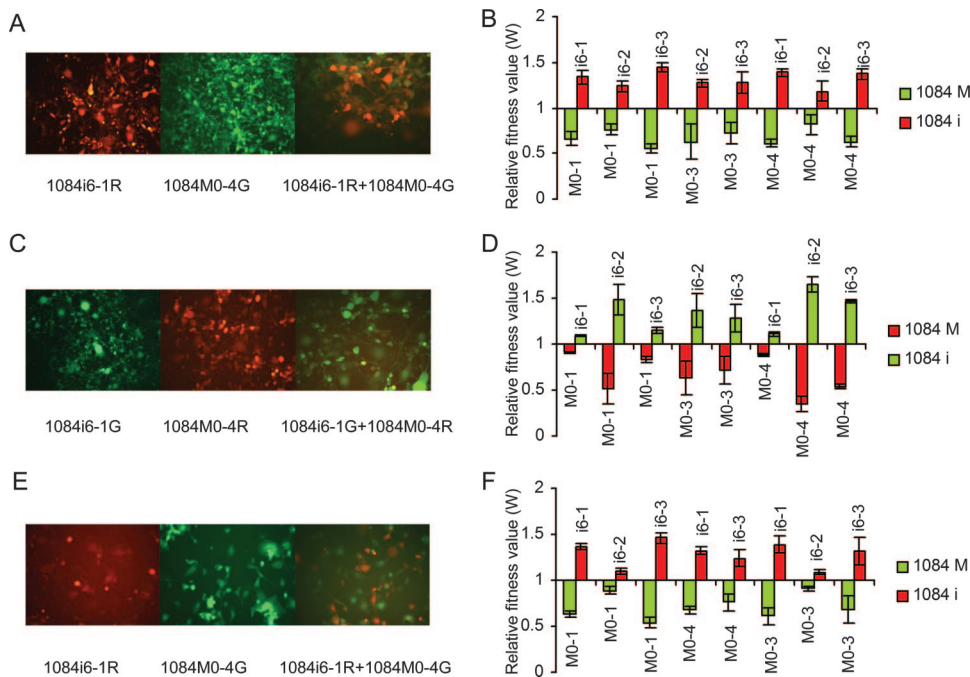 A
1084i6-1R 1084M0-4G 1084i6-1R+1084M0-4G
B
Relative fitness value (W)
2
1.5
1
0.5
0
i6-1 i6-2 i6-3 i6-2 i6-3 i6-1 i6-2 i6-3
M0-1 M0-1 M0-1 M0-3 M0-3 M0-4 M0-4 M0-4
1084 M
1084 i
C
1084i6-1G 1084M0-4R 1084i6-1G+1084M0-4R
D
Relative fitness value (W)
2
1.5
1
0.5
0
i6-1 i6-2 i6-3 i6-2 i6-3 i6-1 i6-2 i6-3
M0-1 M0-1 M0-1 M0-3 M0-3 M0-4 M0-4 M0-4
1084 M
1084 i
E
1084i6-1R 1084M0-4G 1084i6-1R+1084M0-4G
F
Relative fitness value (W)
2
1.5
1
0.5
0
i6-1 i6-2 i6-3 i6-1 i6-3 i6-1 i6-2 i6-3
M0-1 M0-1 M0-1 M0-4 M0-4 M0-3 M0-3 M0-3
1084 M
1084 i